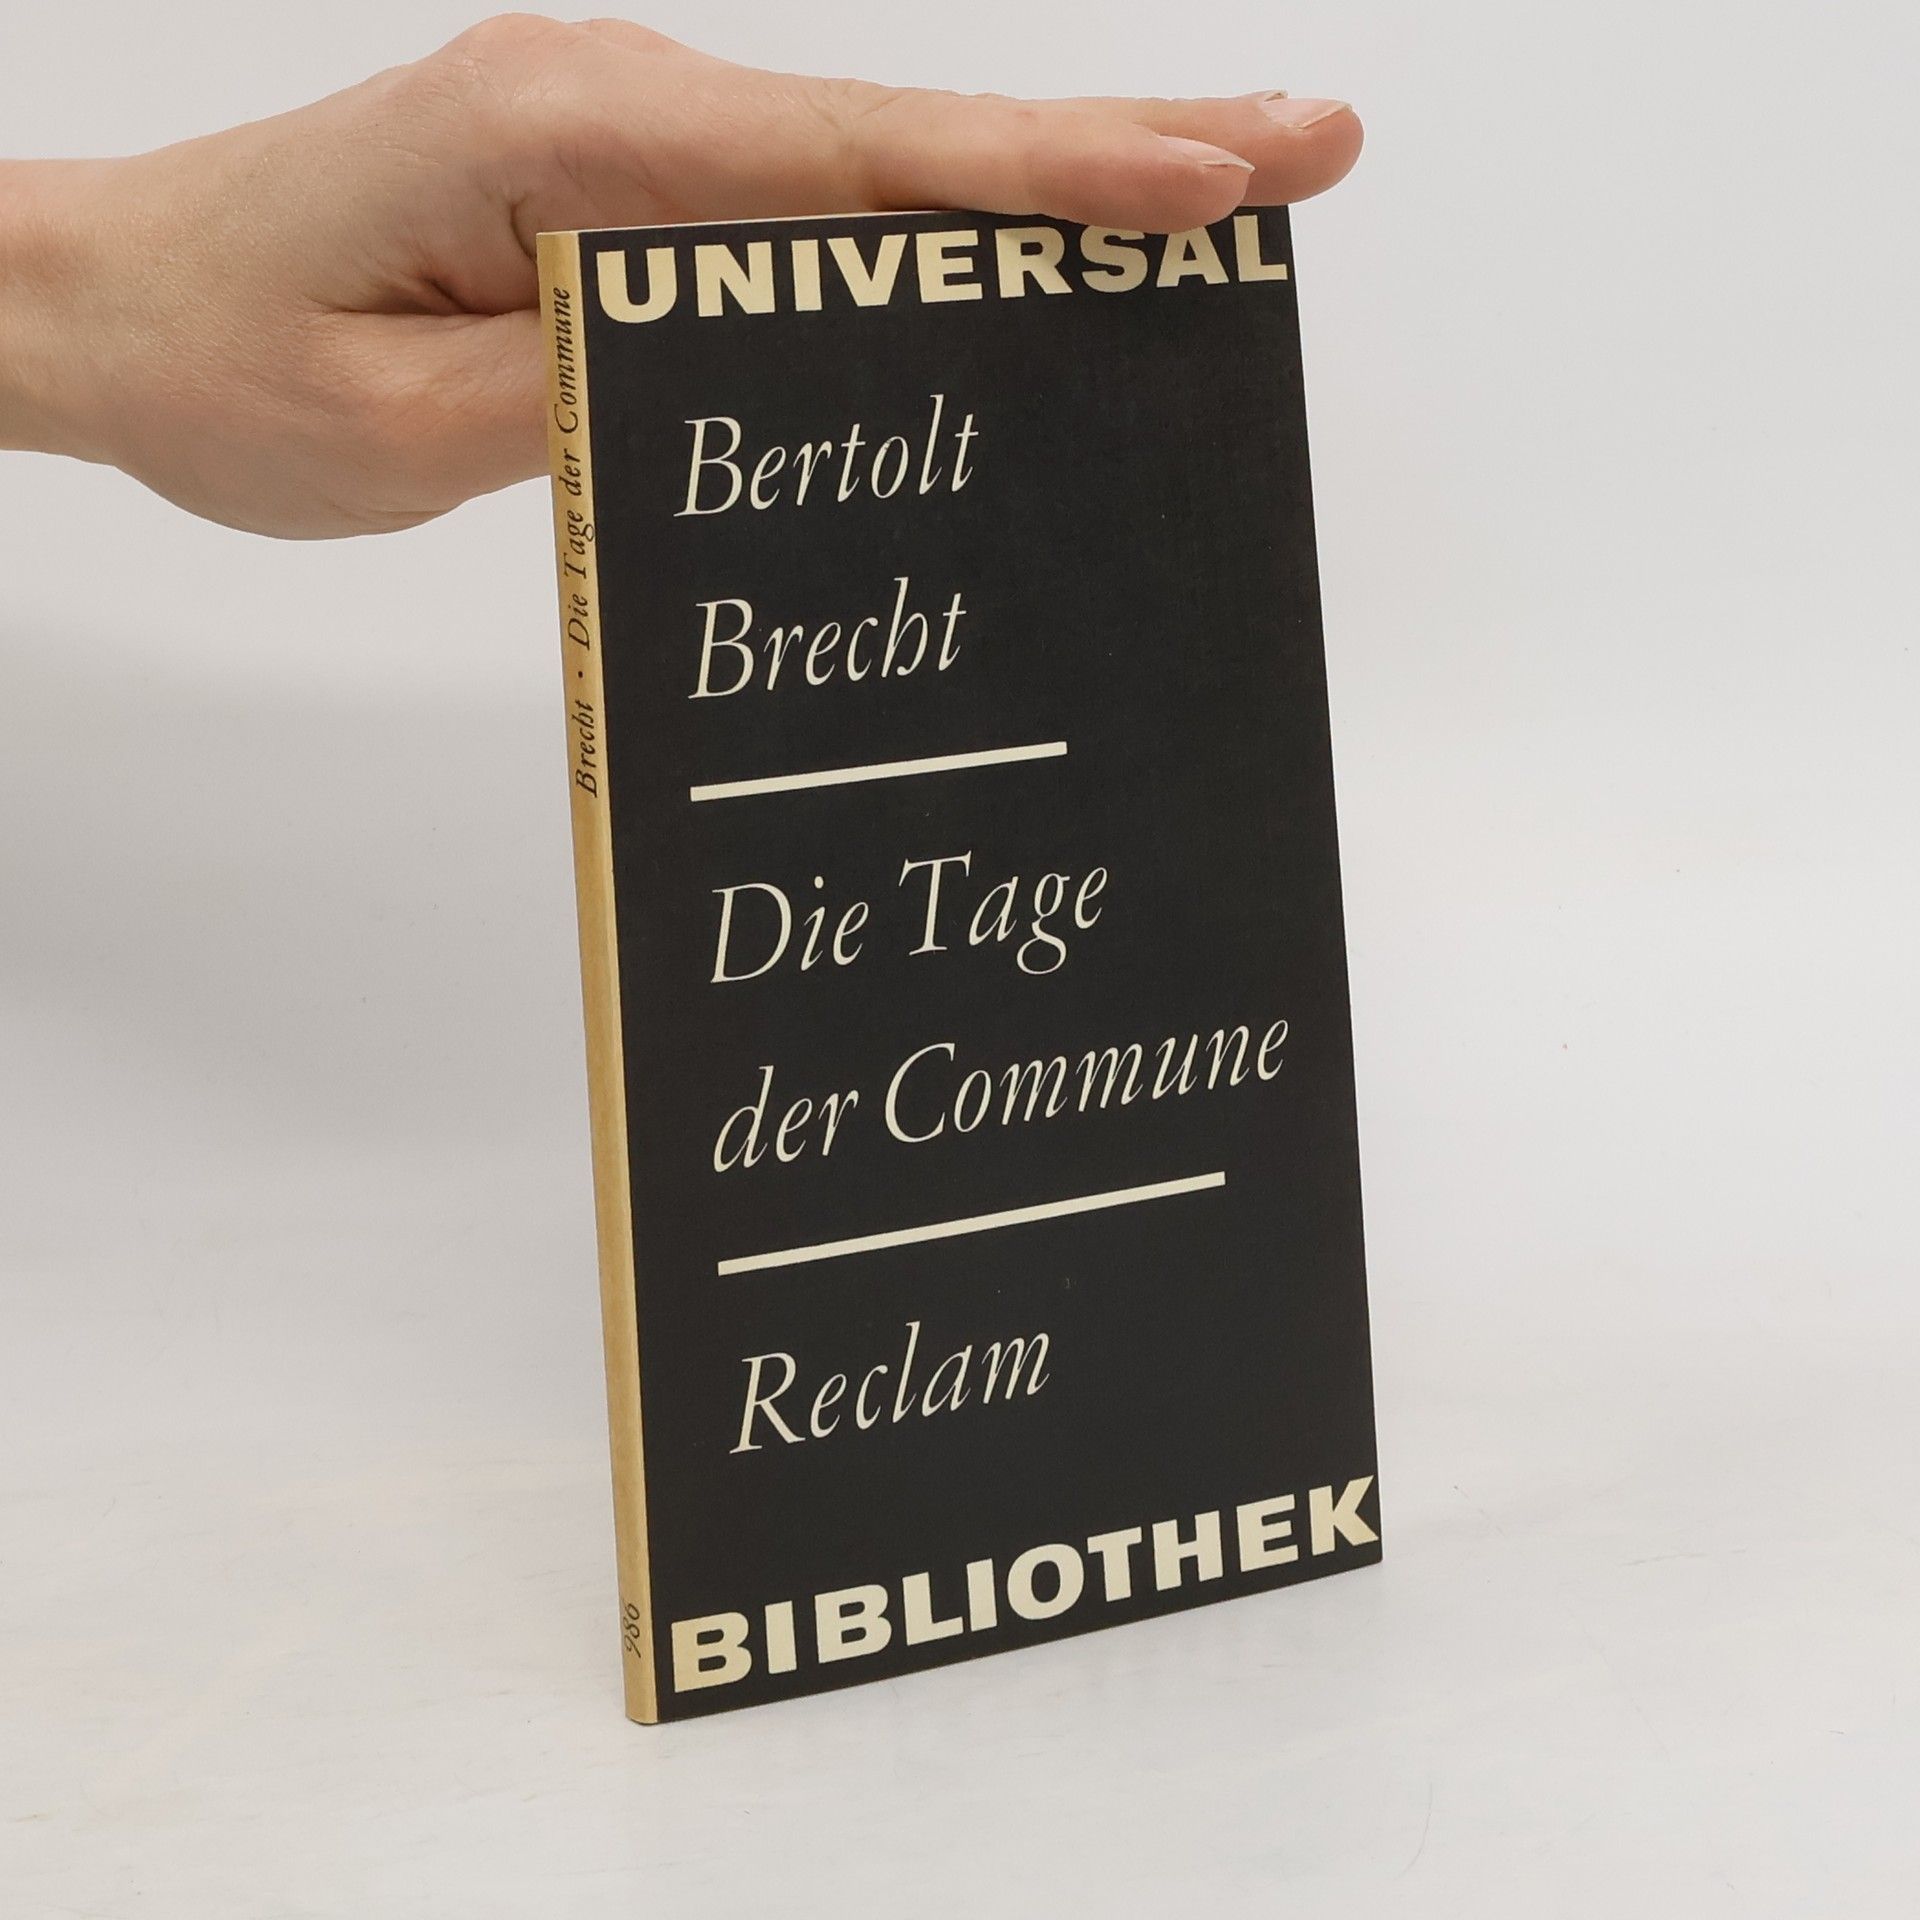 UNIVERSAL
Bertolt
Brecht
Die Tage
der Commune
Reclam
BIBLIOTHEK
Brecht · Die Tage der Commune
986